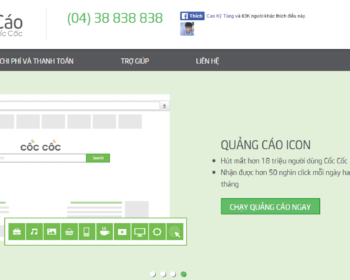 Cáo
Cốc Cốc
(04) 38 838 838
Thích
Cao Kỳ Tùng và 63K người khác thích điều này.
CHI PHÍ VÀ THANH TOÁN
TRỢ GIÚP
LIÊN HỆ
cốc cốc
Search
QUẢNG CÁO ICON
Hút mắt hơn 18 triệu người dùng Cốc Cốc
Nhận được hơn 50 nghìn click mỗi ngày
tháng
CHẠY QUẢNG CÁO NGAY